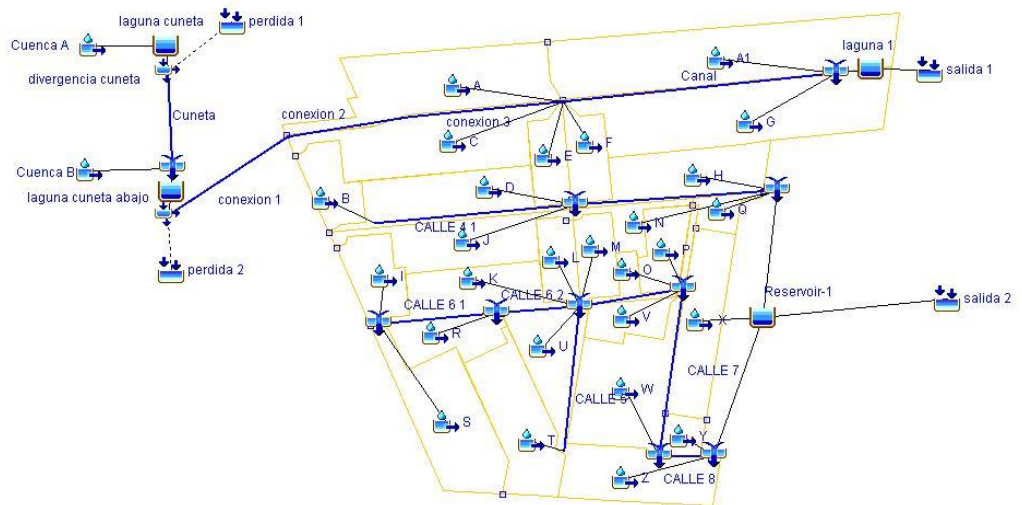 laguna cuneta
perdida 1
Cuenca A
divergencia cuneta
Cuneta
Cuenca B
laguna cuneta abajo
conexion 1
perdida 2
conexion 2
conexion 3
A
A1
Canal
laguna 1
salida 1
C
E
F
G
B
D
H
CALLE 4 1
J
N
Q
I
K
L
M
O
P
CALLE 6 1
CALLE 6 2
R
U
V
X
Reservoir-1
salida 2
CALLE 7
W
CALLE 5
S
T
Y
Z
CALLE 8